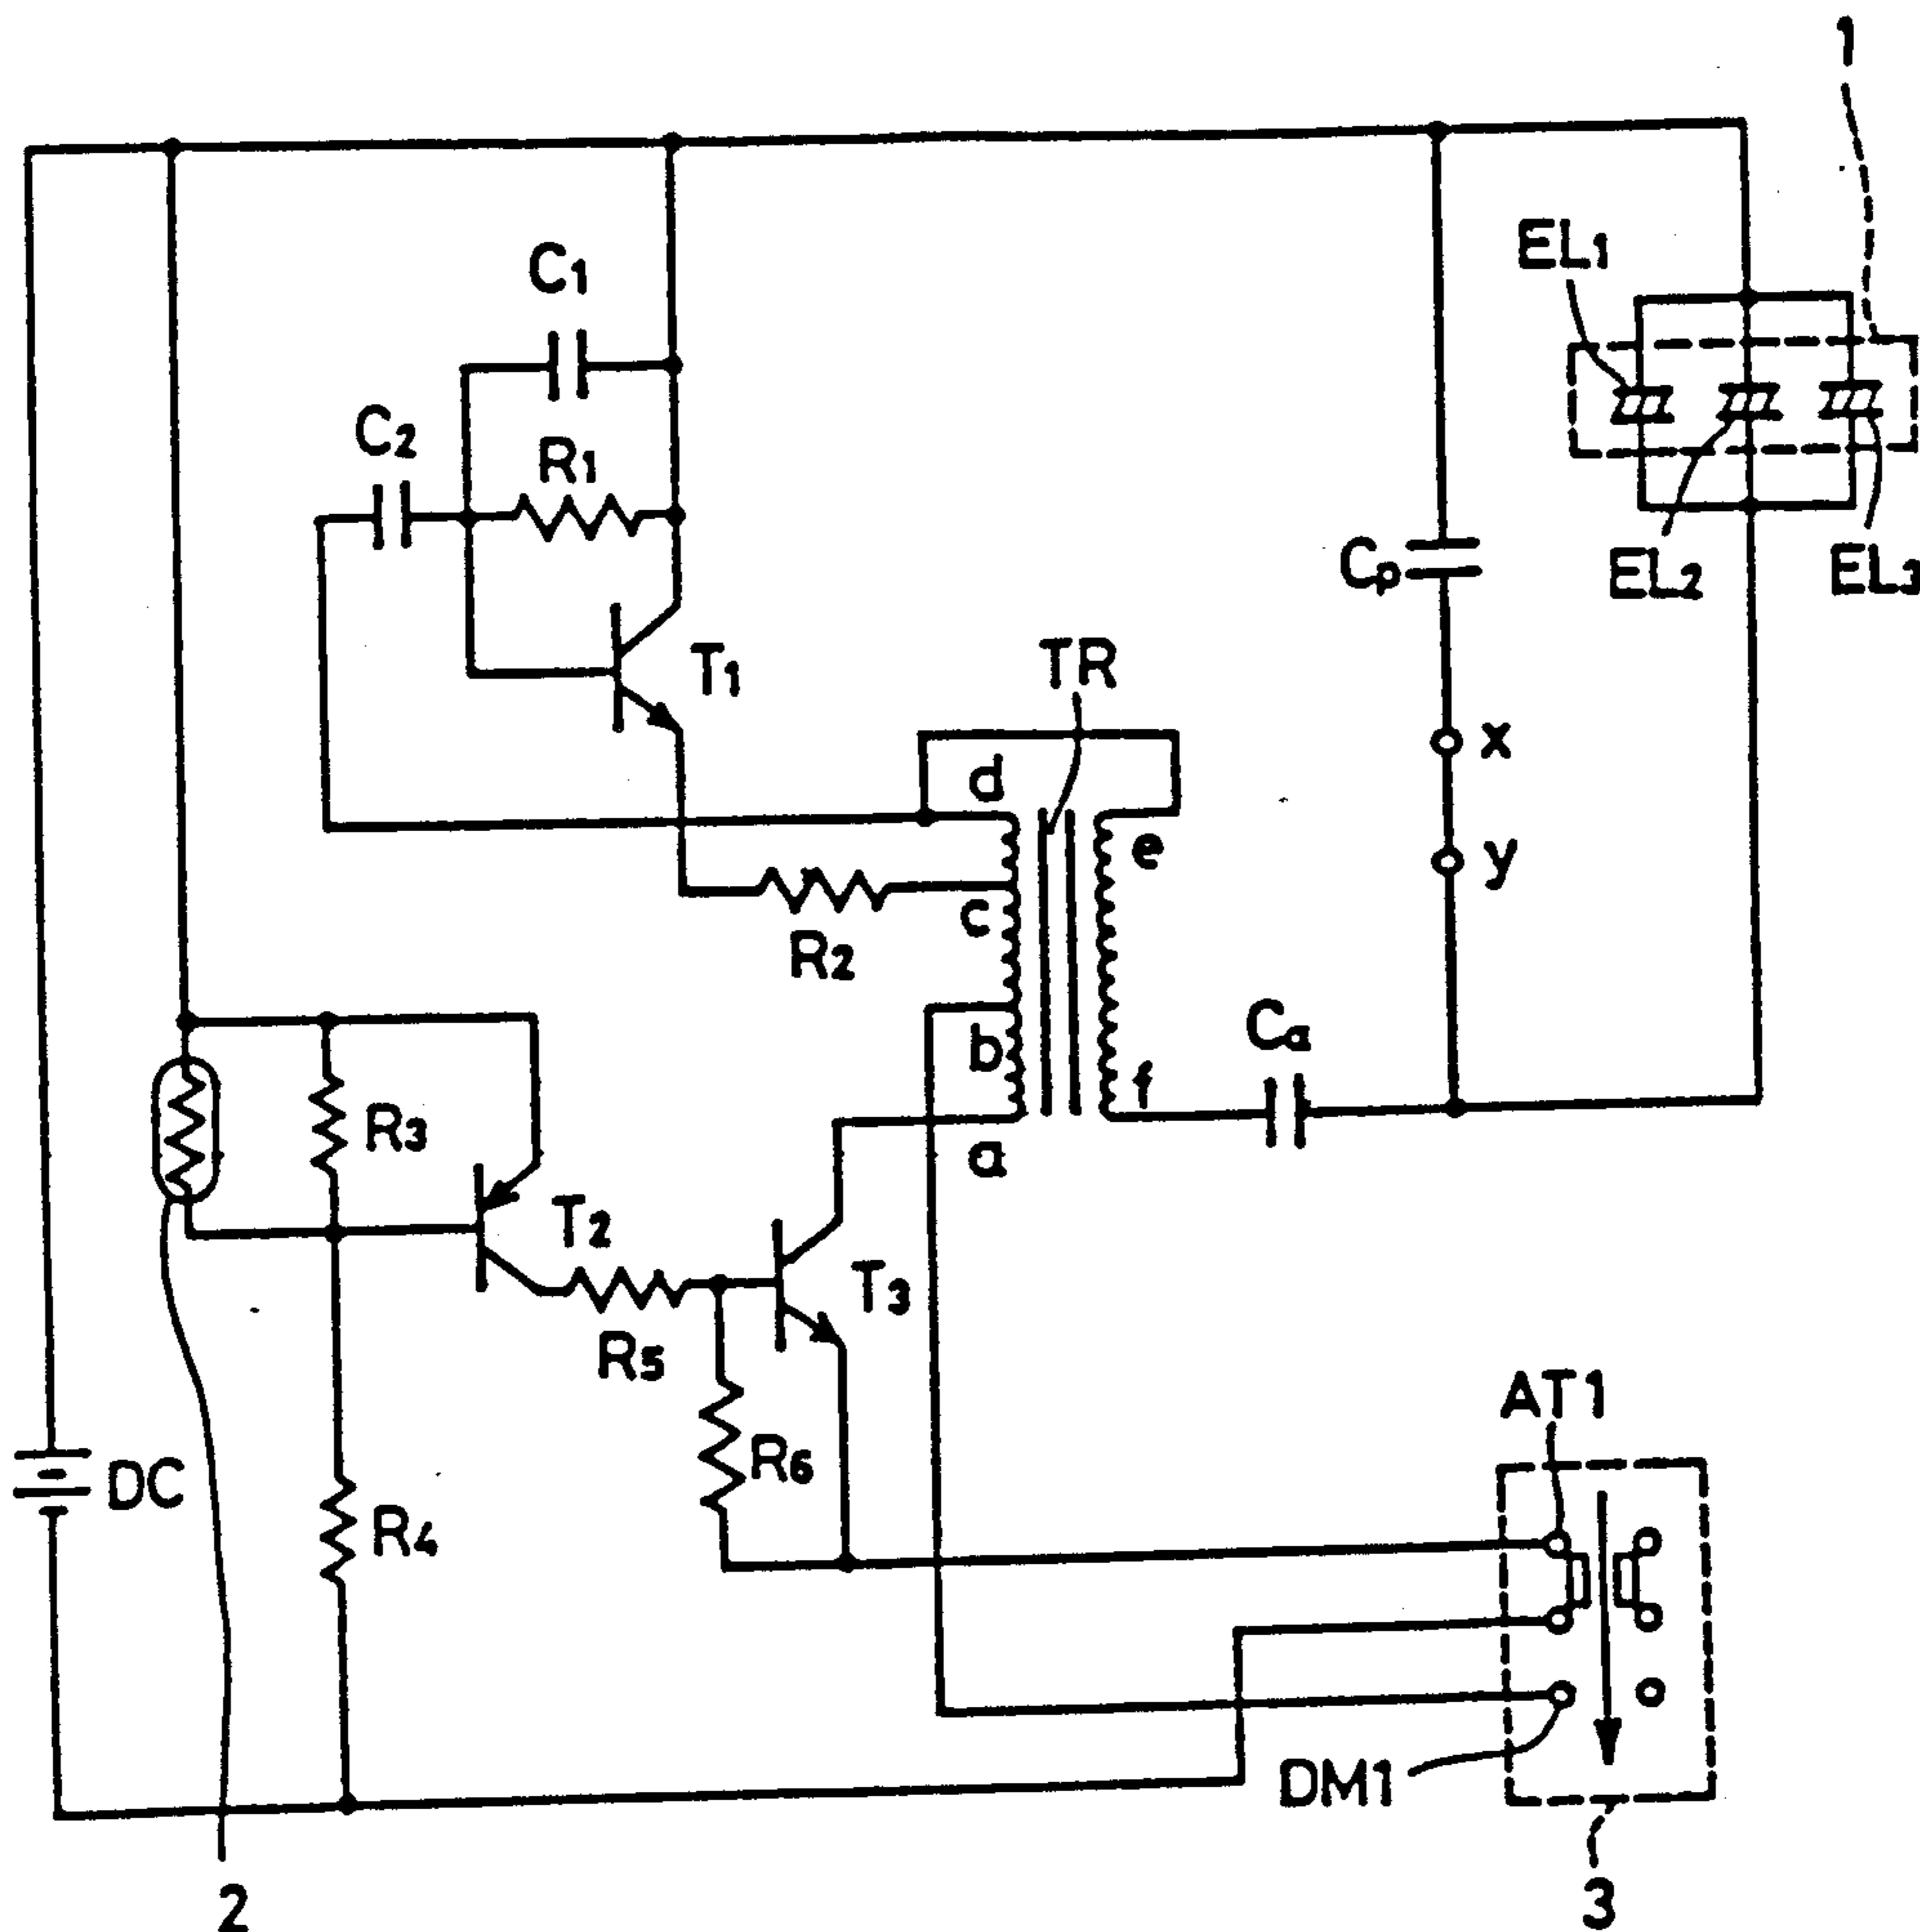 1
EL1
C1
C2
R1
Cp
EL2
EL3
T1
TR
x
d
y
e
c
R2
Ca
b
f
R3
a
T2
T3
R5
AT1
R6
DC
R4
DM1
2
3